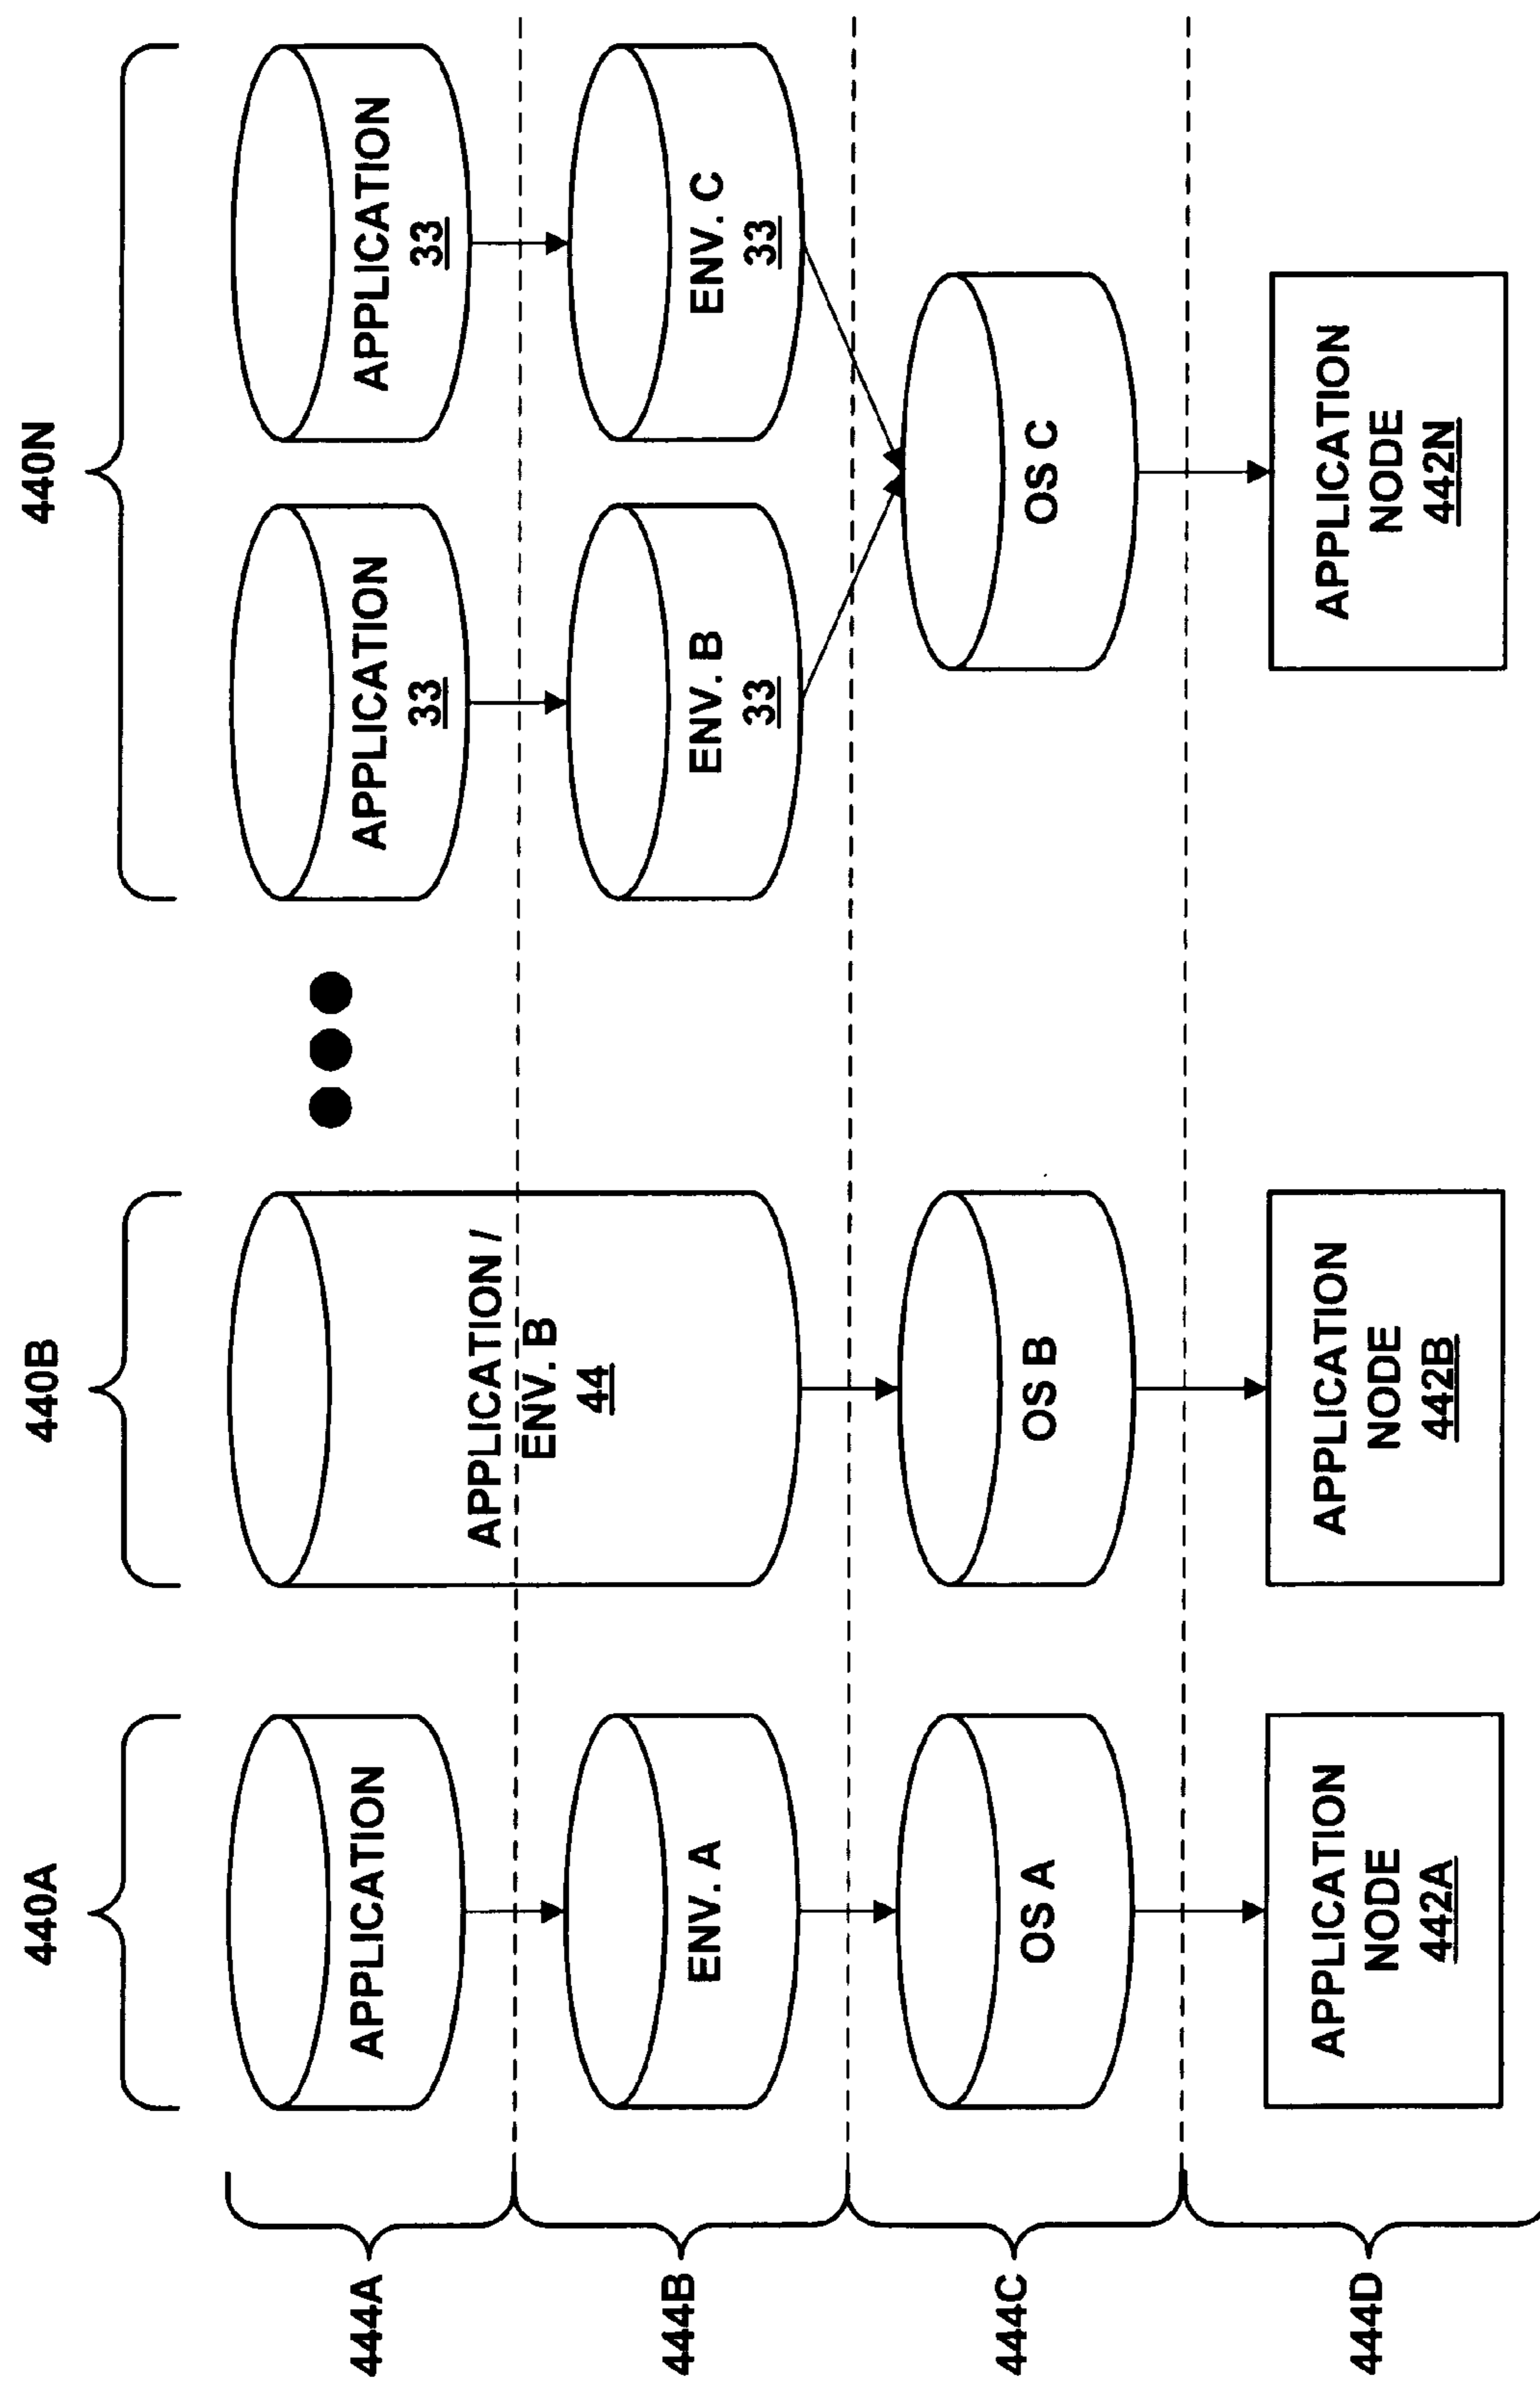 440A
440B
440N
444A
APPLICATION
APPLICATION /
ENV. B
44
APPLICATION
33
APPLICATION
33
444B
ENV. A
ENV. B
33
ENV. C
33
444C
OS A
OS B
OS C
444D
APPLICATION
NODE
442A
APPLICATION
NODE
442B
APPLICATION
NODE
442N